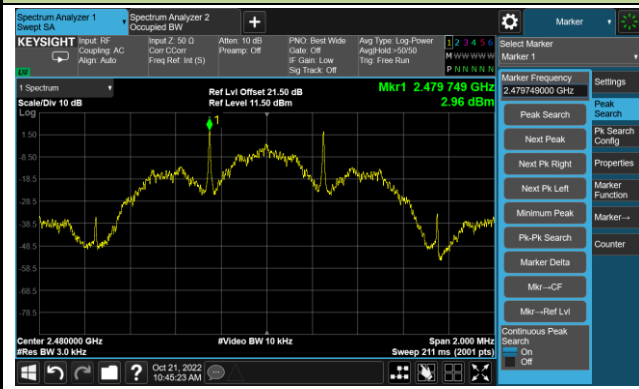 Spectrum Analyzer 1
Swept SA
Spectrum Analyzer 2
Occupied BW
Marker
KEYSIGHT
Input: RF
Coupling: AC
Align: Auto
Input Z: 50 Ω
Corr CCorr
Freq Ref: Int (S)
Atten: 10 dB
Preamp: Off
PNO: Best Wide
Gate: Off
IF Gain: Low
Sig Track: Off
Avg Type: Log-Power
Avg|Hold:>50/50
Trig: Free Run
1 2 3 4 5 6
M W W W W W
P N N N N N
LW
Select Marker
Marker 1
1 Spectrum
Scale/Div 10 dB
Log
Ref Lvl Offset 21.50 dB
Ref Level 11.50 dBm
Mkr1 2.479 749 GHz
2.96 dBm
1
1.50
-8.50
-18.5
-28.5
-38.5
-48.5
-58.5
-68.5
-78.5
Center 2.480000 GHz
#Res BW 3.0 kHz
#Video BW 10 kHz
Span 2.000 MHz
Sweep 211 ms (2001 pts)
Marker Frequency
2.479749000 GHz
Peak Search
Next Peak
Next Pk Right
Next Pk Left
Minimum Peak
Pk-Pk Search
Marker Delta
Mkr→CF
Mkr→Ref Lvl
Continuous Peak
Search
On
Off
Settings
Peak
Search
Pk Search
Config
Properties
Marker
Function
Marker→
Counter
Oct 21, 2022
10:45:23 AM